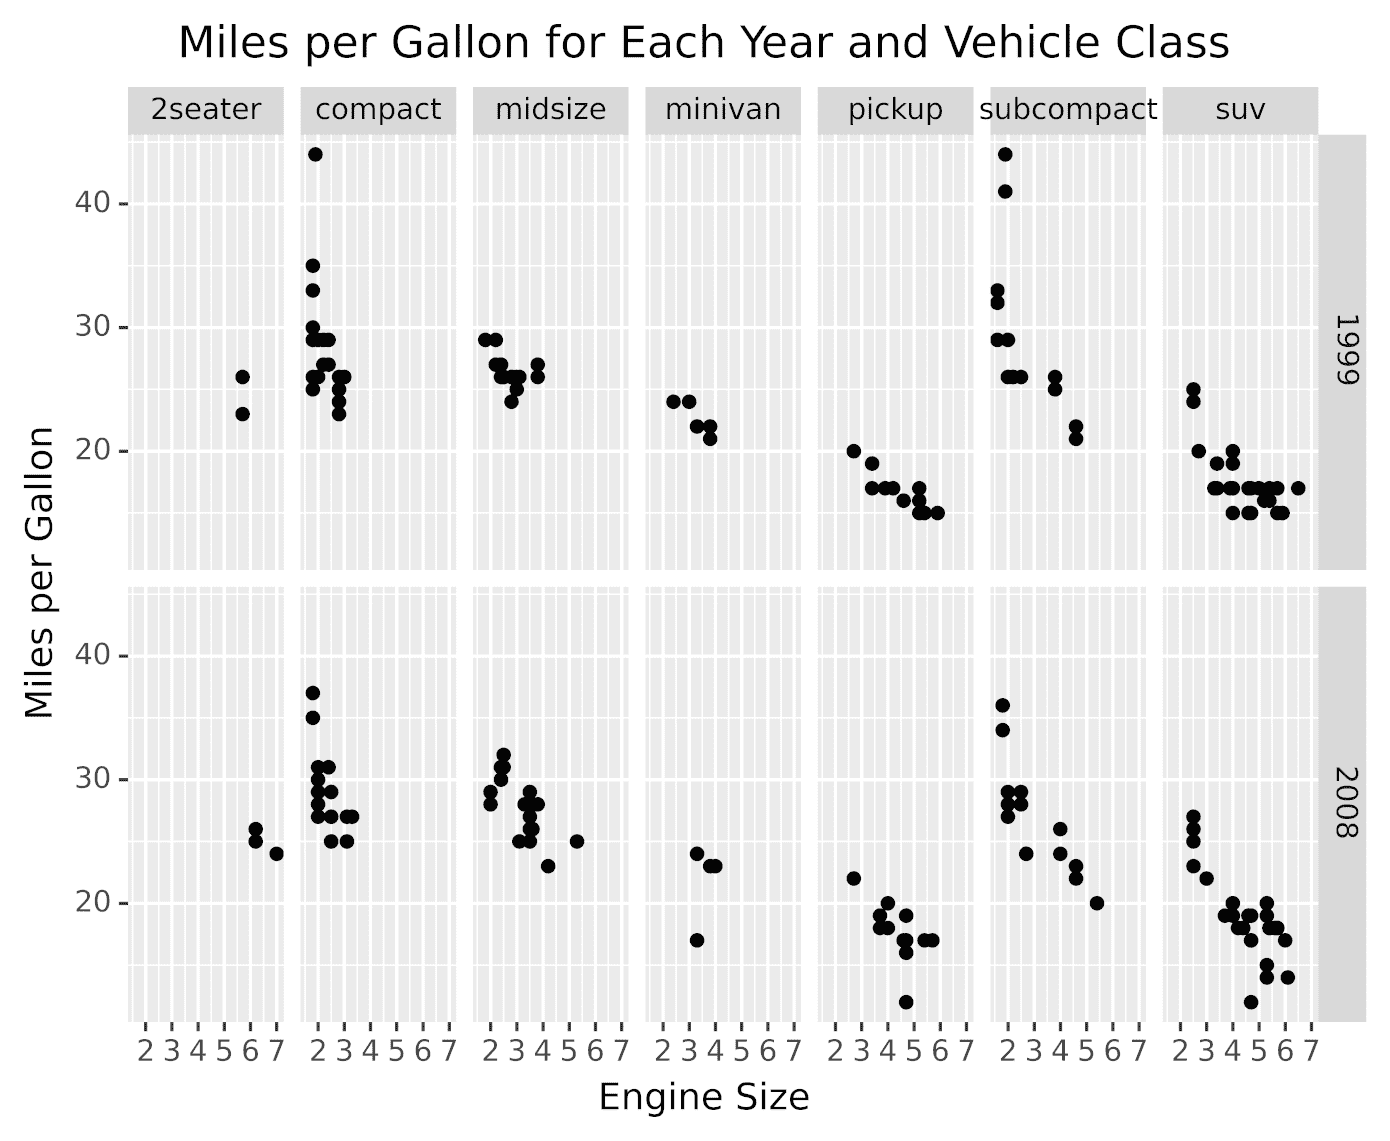 Miles per Gallon for Each Year and Vehicle Class
2seater compact midsize minivan pickup subcompact suv
40
30
20
1999
Miles per Gallon
40
30
20
2008
2 3 4 5 6 7 2 3 4 5 6 7 2 3 4 5 6 7 2 3 4 5 6 7 2 3 4 5 6 7 2 3 4 5 6 7 2 3 4 5 6 7
Engine Size